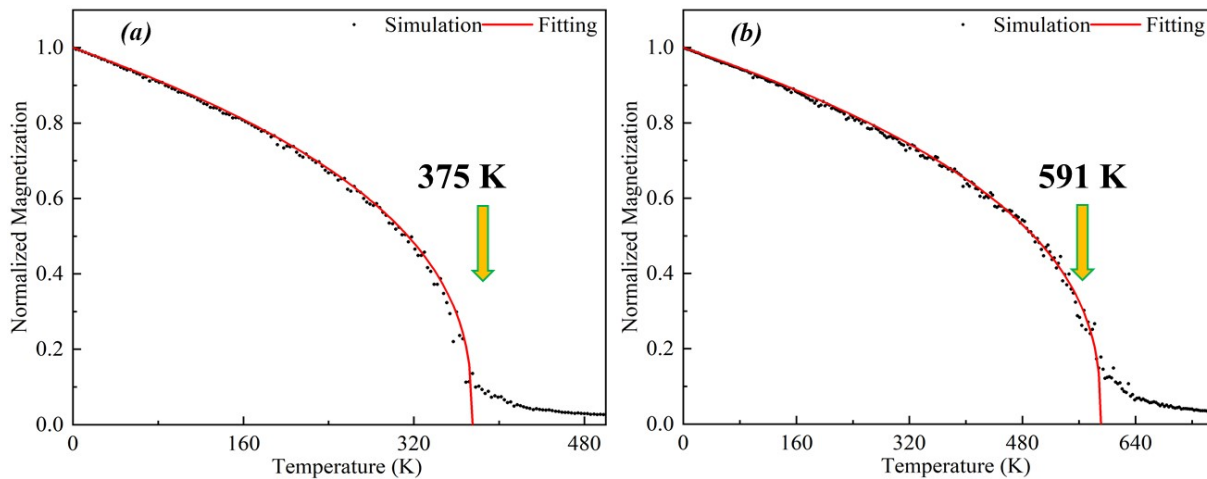 (a)
Simulation Fitting
1.0
0.8
0.6
0.4
0.2
0.0
Normalized Magnetization
375 K
0 160 320 480
Temperature (K)
(b)
Simulation Fitting
1.0
0.8
0.6
0.4
0.2
0.0
Normalized Magnetization
591 K
0 160 320 480 640
Temperature (K)